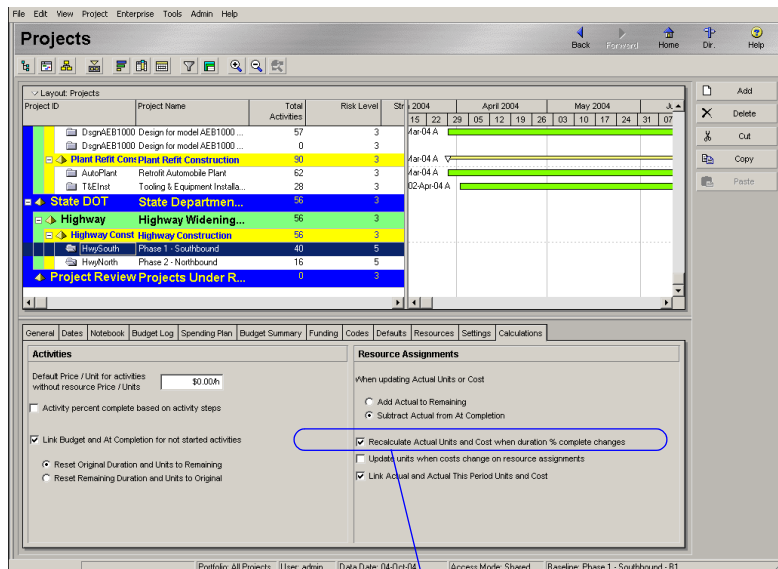 File Edit View Project Enterprise Tools Admin Help
Projects
Back Forward Home Dir. Help
Layout: Projects
Project ID Project Name Total Activities Risk Level Str
2004 April 2004 May 2004
15 22 29 05 12 19 26 03 10 17 24 31 07
DsgnAEB1000 Design for model AEB1000 ... 57 3 Mar-04 A
DsgnAEB1000 Design for model AEB1000 ... 0 3
Plant Refit Cons Plant Refit Construction 90 3 Mar-04 A
AutoPlant Retrofit Automobile Plant 62 3 Mar-04 A
T&EInst Tooling & Equipment Installa... 28 3 02-Apr-04 A
State DOT State Departmen... 56 3
Highway Highway Widening... 56 3
Highway Const Highway Construction 56 3
HwySouth Phase 1 - Southbound 40 5
HwyNorth Phase 2 - Northbound 16 5
Project Review Projects Under R... 0 3
Add
Delete
Cut
Copy
Paste
General Dates Notebook Budget Log Spending Plan Budget Summary Funding Codes Defaults Resources Settings Calculations
Activities
Default Price / Unit for activities
without resource Price / Units
$0.00/h
Activity percent complete based on activity steps
Link Budget and At Completion for not started activities
Reset Original Duration and Units to Remaining
Reset Remaining Duration and Units to Original
Resource Assignments
When updating Actual Units or Cost
Add Actual to Remaining
Subtract Actual from At Completion
Recalculate Actual Units and Cost when duration % complete changes
Update units when costs change on resource assignments
Link Actual and Actual This Period Units and Cost
Portfolio: All Projects User: admin Data Date: 04-Oct-04 Access Mode: Shared Baseline: Phase 1 - Southbound - B1